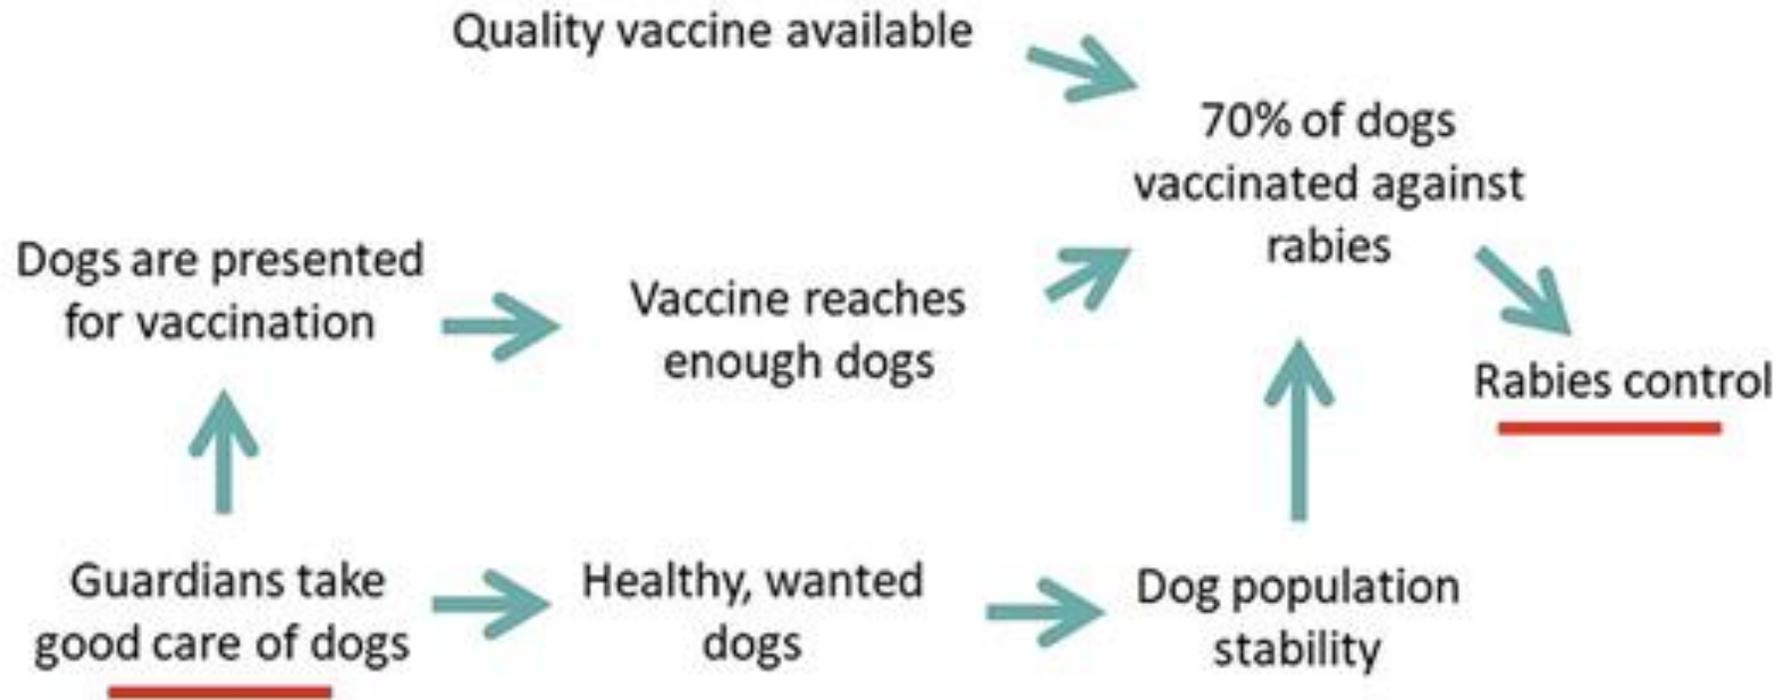 Quality vaccine available
70% of dogs
vaccinated against
rabies
Dogs are presented
for vaccination
Vaccine reaches
enough dogs
Rabies control
Guardians take
good care of dogs
Healthy, wanted
dogs
Dog population
stability